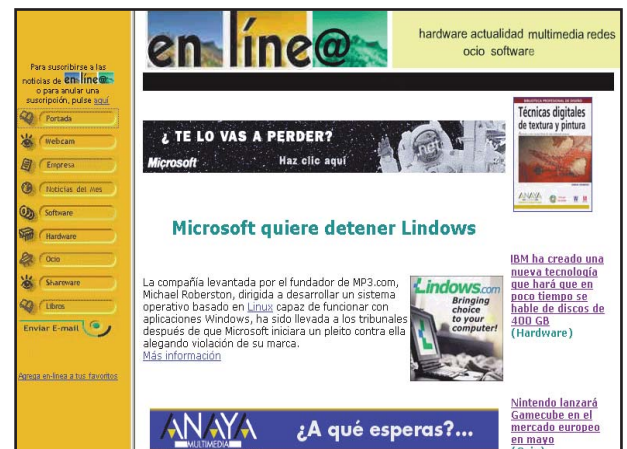 en líne@
hardware actualidad multimedia redes
ocio software
Para suscribirse a las
noticias de en líne@
o para anular una
suscripción, pulse aquí
Portada
Webcam
Empresa
Noticias del Mes
Software
Hardware
Ocio
Shareware
Libros
Enviar E-mail
Agrega en-linea a tus favoritos
¿ TE LO VAS A PERDER?
Microsoft
Haz clic aquí
.net
Microsoft quiere detener Lindows
La compañía levantada por el fundador de MP3.com,
Michael Roberston, dirigida a desarrollar un sistema
operativo basado en Linux capaz de funcionar con
aplicaciones Windows, ha sido llevada a los tribunales
después de que Microsoft iniciara un pleito contra ella
alegando violación de su marca.
Más información
Lindows.com
Bringing
choice
to your
computer!
ANAYA
MULTIMEDIA
¿A qué esperas?...
Técnicas digitales
de textura y pintura
ANAYA
IBM ha creado una
nueva tecnología
que hará que en
poco tiempo se
hable de discos de
400 GB
(Hardware)
Nintendo lanzará
Gamecube en el
mercado europeo
en mayo